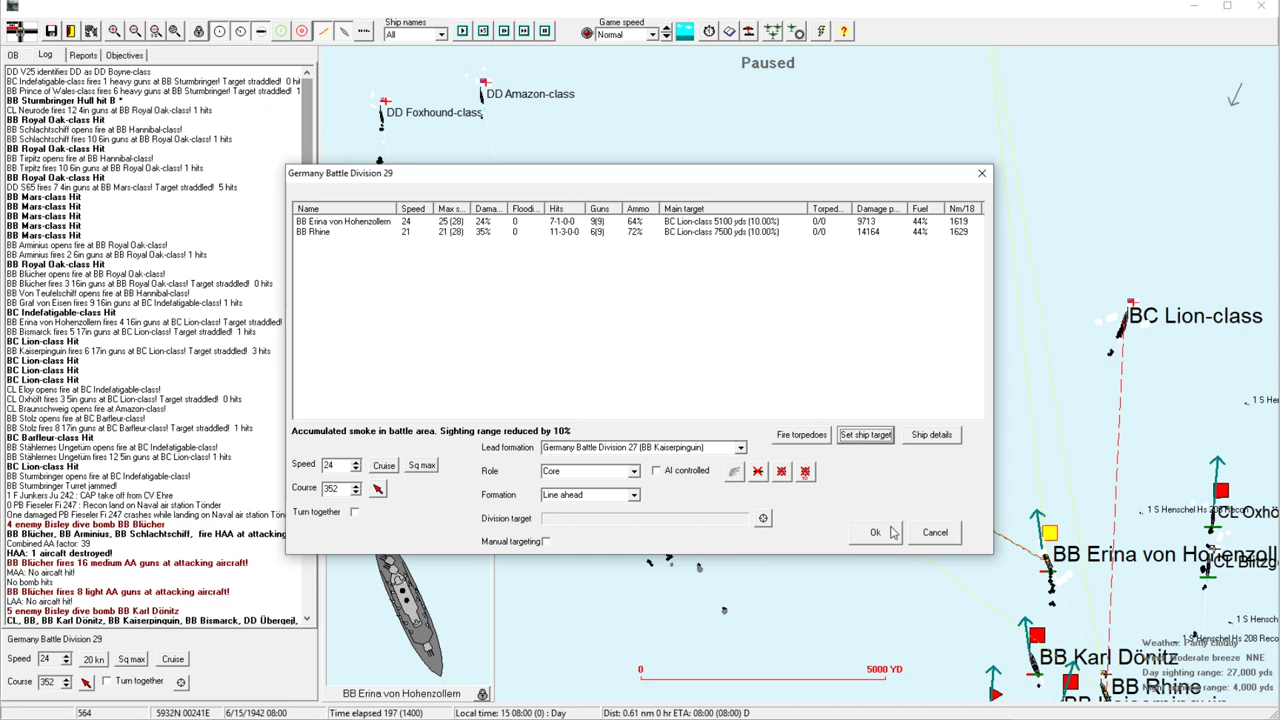 Ship names
All
Game speed
Normal
OB Log Reports Objectives
DD V25 identifies DD as DD Boyne-class
BC Indefatigable-class fires 1 heavy guns at BB Sturmbringer! Target straddled! 0 hi
BB Prince of Wales-class fires 6 heavy guns at BB Sturmbringer! Target straddled! 1
BB Sturmbringer Hull hit B *
CL Neurode fires 12 4in guns at BB Royal Oak-class! 1 hits
BB Royal Oak-class Hit
BB Schlachtschiff opens fire at BB Hannibal-class!
BB Schlachtschiff fires 10 6in guns at BB Royal Oak-class! 1 hits
BB Royal Oak-class Hit
BB Tirpitz opens fire at BB Hannibal-class!
BB Tirpitz fires 10 6in guns at BB Royal Oak-class! 1 hits
BB Royal Oak-class Hit
DD S65 fires 7 4in guns at BB Mars-class! Target straddled! 5 hits
BB Mars-class Hit
BB Mars-class Hit
BB Mars-class Hit
BB Mars-class Hit
BB Mars-class Hit
BB Arminius opens fire at BB Royal Oak-class!
BB Arminius fires 2 6in guns at BB Royal Oak-class! 1 hits
BB Royal Oak-class Hit
BB Blücher opens fire at BB Royal Oak-class!
BB Blücher fires 3 16in guns at BB Royal Oak-class! Target straddled! 0 hits
BB Von Teufelschiff opens fire at BB Hannibal-class!
BB Graf von Eisen fires 9 16in guns at BC Indefatigable-class! 1 hits
BC Indefatigable-class Hit
BB Erina von Hohenzollern fires 4 16in guns at BC Lion-class! Target straddled!
BB Bismarck fires 5 17in guns at BC Lion-class! Target straddled! 1 hits
BC Lion-class Hit
BB Kaiserpinguin fires 6 17in guns at BC Lion-class! Target straddled! 3 hits
BC Lion-class Hit
BC Lion-class Hit
BC Lion-class Hit
CL Eloy opens fire at BC Indefatigable-class!
CL Oxhöft fires 3 5in guns at BC Lion-class! Target straddled! 0 hits
CL Braunschweig opens fire at Amazon-class!
BB Stolz opens fire at BC Barfleur-class!
BB Stolz fires 8 17in guns at BC Barfleur-class! Target straddled! 1 hits
BC Barfleur-class Hit
BB Stählernes Ungetüm opens fire at BC Indefatigable-class!
BB Stählernes Ungetüm fires 12 5in guns at BC Lion-class! 1 hits
BC Lion-class Hit
BB Sturmbringer opens fire at BC Indefatigable-class!
BB Sturmbringer Turret jammed!
1 F Junkers Ju 242 : CAP take off from CV Ehre
0 PB Fieseler Fi 247 : Recon land on Naval air station Tönder
One damaged PB Fieseler Fi 247 crashes while landing on Naval air station Tön
4 enemy Bisley dive bomb BB Blücher
BB Blücher, BB Arminius, BB Schlachtschiff, fire HAA at attacking
Combined AA factor: 39
HAA: 1 aircaft destroyed!
BB Blücher fires 16 medium AA guns at attacking aircraft!
MAA: No aircaft hit!
No bomb hits
BB Blücher fires 8 light AA guns at attacking aircraft!
LAA: No aircaft hit!
5 enemy Bisley dive bomb BB Karl Dönitz
CL, BB, BB Karl Dönitz, BB Kaiserpinguin, BB Bismarck, DD Übergeil,
Germany Battle Division 29
Speed 24 20 kn Sq max Cruise
Course 352 Turn together
Paused
DD Amazon-class
DD Foxhound-class
Germany Battle Division 29
Name Speed Max s... Dama... Floodi... Hits Guns Ammo Main target Torped... Damage p... Fuel Nm/18
BB Erina von Hohenzollern 24 25 (28) 24% 0 7-1-0-0 9(9) 64% BC Lion-class 5100 yds (10.00%) 0/0 9713 44% 1619
BB Rhine 21 21 (28) 35% 0 11-3-0-0 6(9) 72% BC Lion-class 7500 yds (10.00%) 0/0 14164 44% 1629
Accumulated smoke in battle area. Sighting range reduced by 10%
Fire torpedoes Set ship target Ship details
Lead formation Germany Battle Division 27 (BB Kaiserpinguin)
Speed 24 Cruise Sq max
Role Core AI controlled
Course 352
Formation Line ahead
Turn together
Division target
Manual targeting
Ok Cancel
BC Lion-class
1 S He
CL Oxhö
1 S Henschel Hs 208 Recon
BB Erina von Hohenzoll
CL Blitzg
1 S Hens
1 S Henschel Hs 208 Reco
BB Karl Dönitz
BB Rhine
Weather: Partly cloudy
Moderate breeze NNE
Day sighting range: 27,000 yds
Night sighting range: 4,000 yds
0 5000 YD
BB Erina von Hohenzollern
564 5932N 00241E 6/15/1942 08:00 Time elapsed 197 (1400) Local time: 15 08:00 (0) : Day Dist: 0.61 nm 0 hr ETA: 08:00 (08:00) D